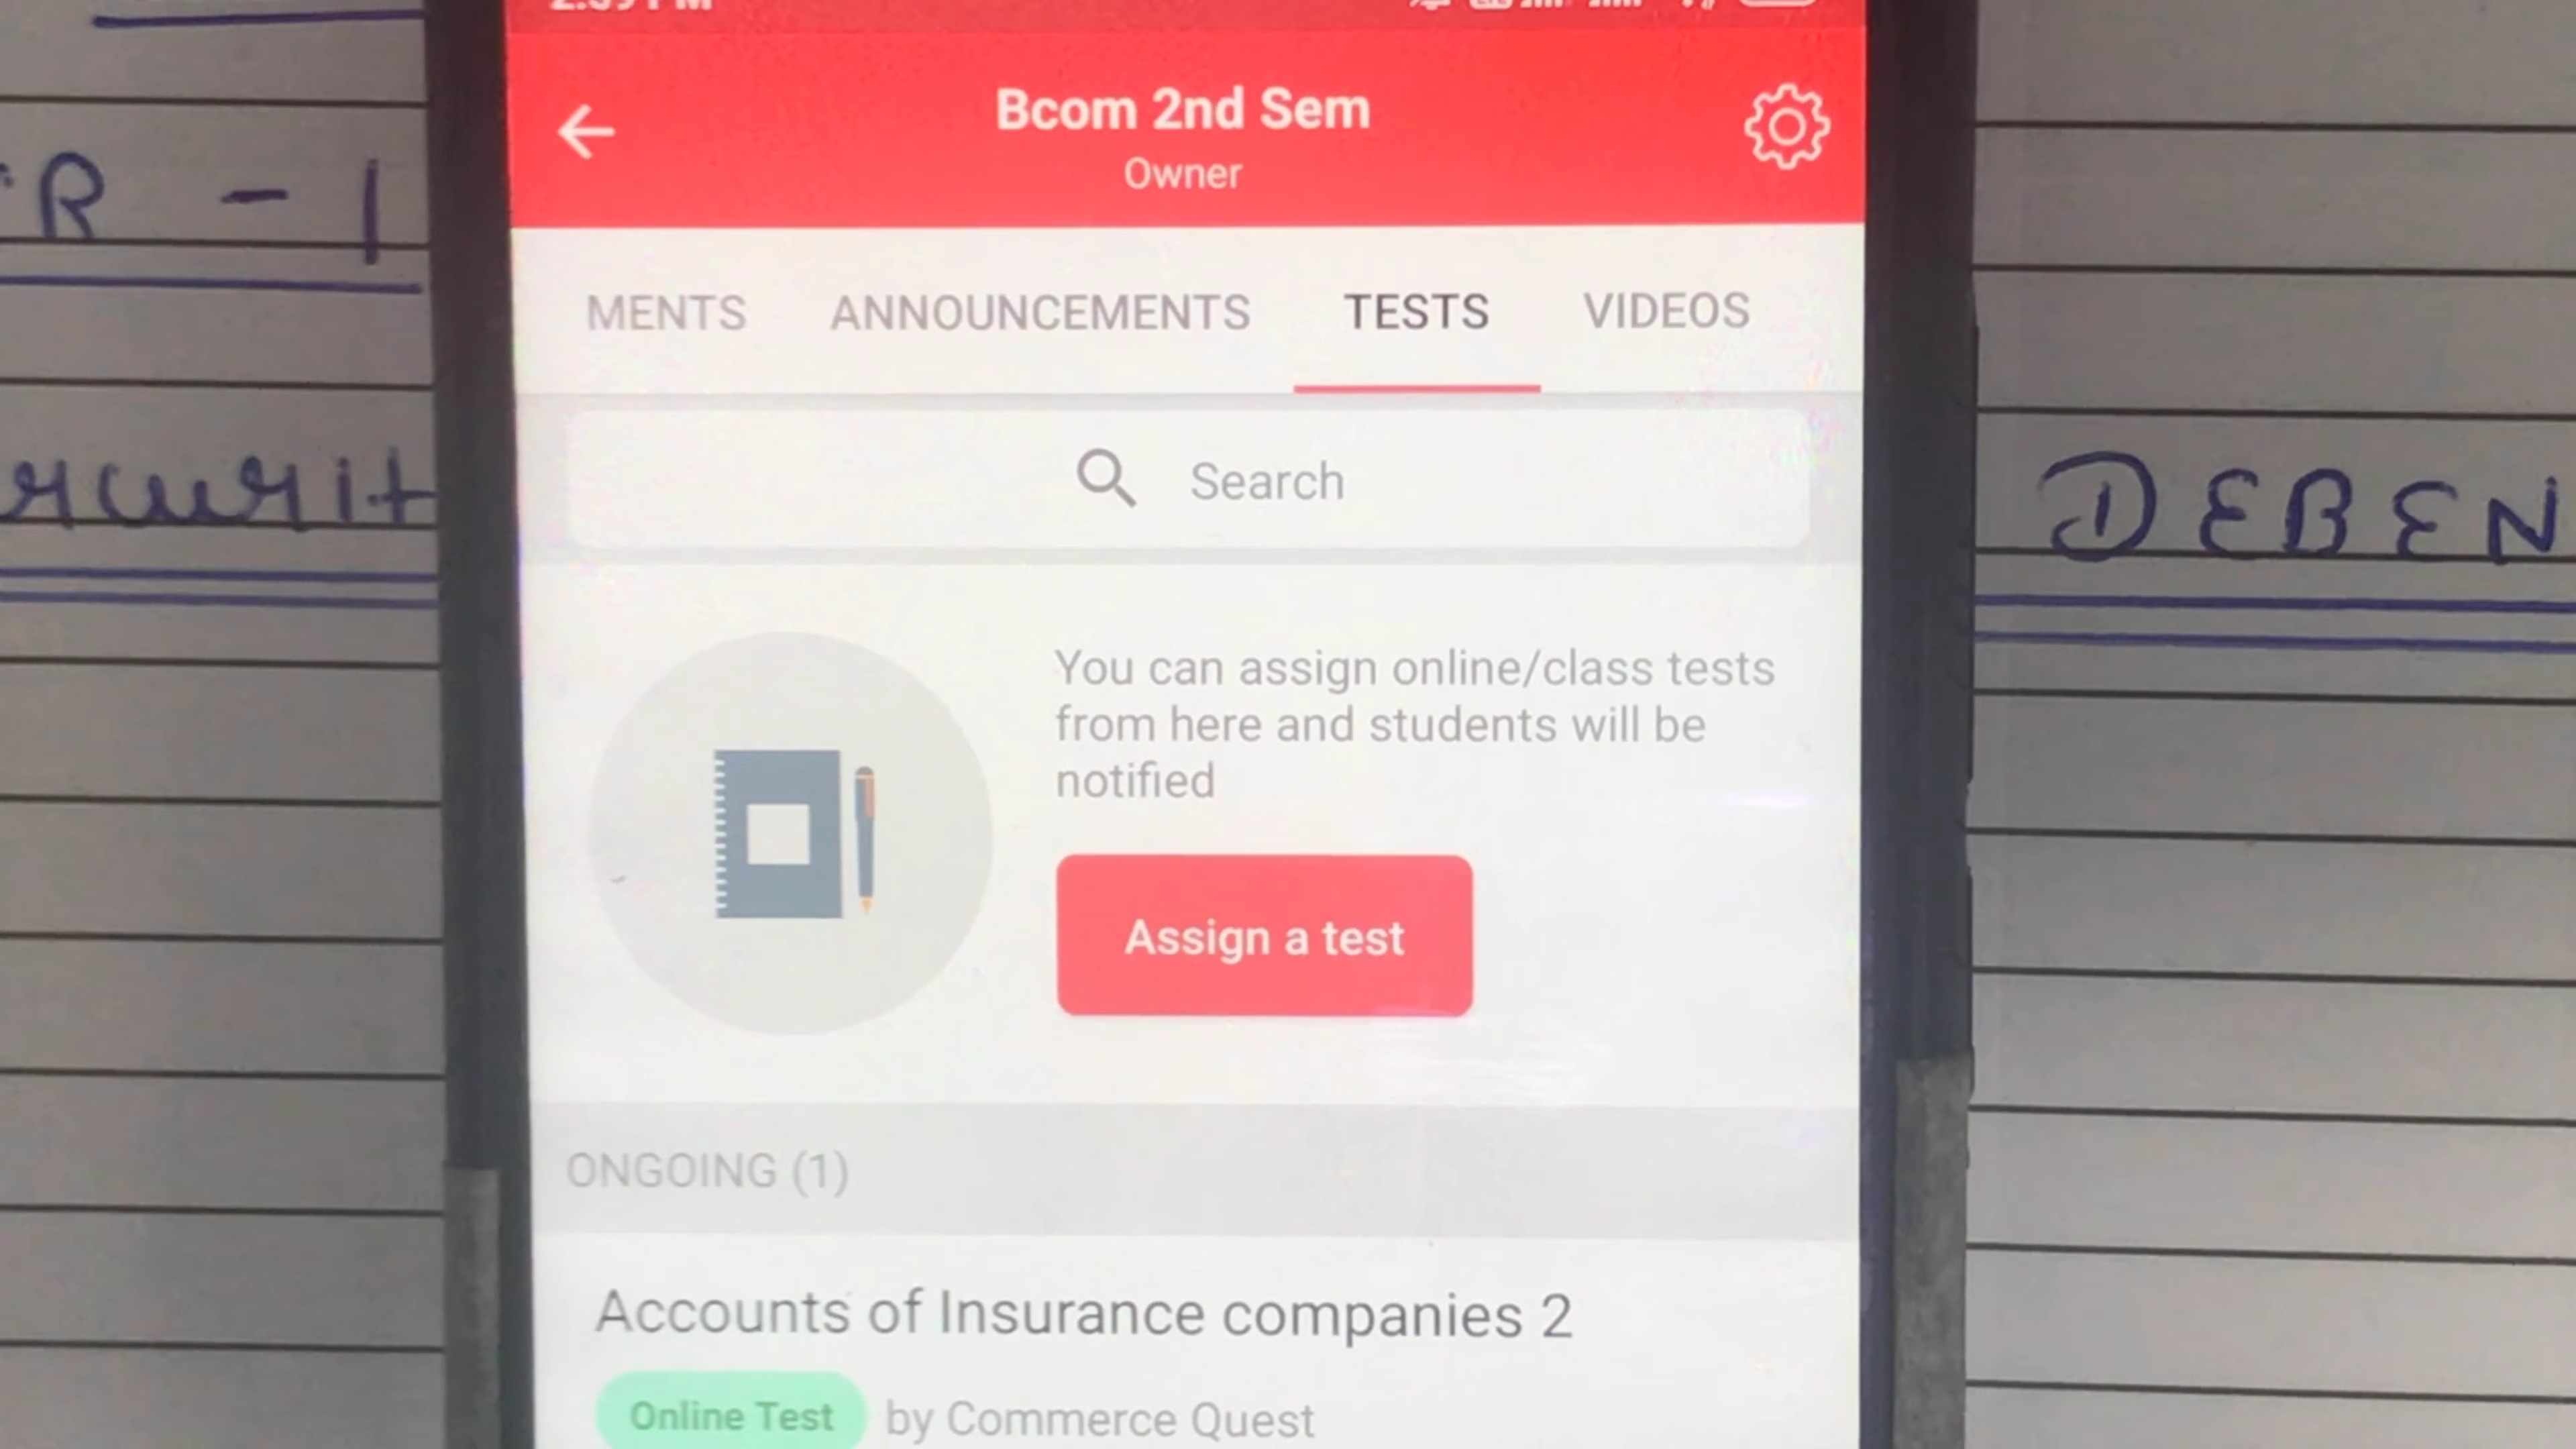 Bcom 2nd Sem
Owner
MENTS ANNOUNCEMENTS TESTS VIDEOS
Search
You can assign online/class tests
from here and students will be
notified
Assign a test
ONGOING (1)
Accounts of Insurance companies 2
Online Test by Commerce Quest
R - 1
DEBEN